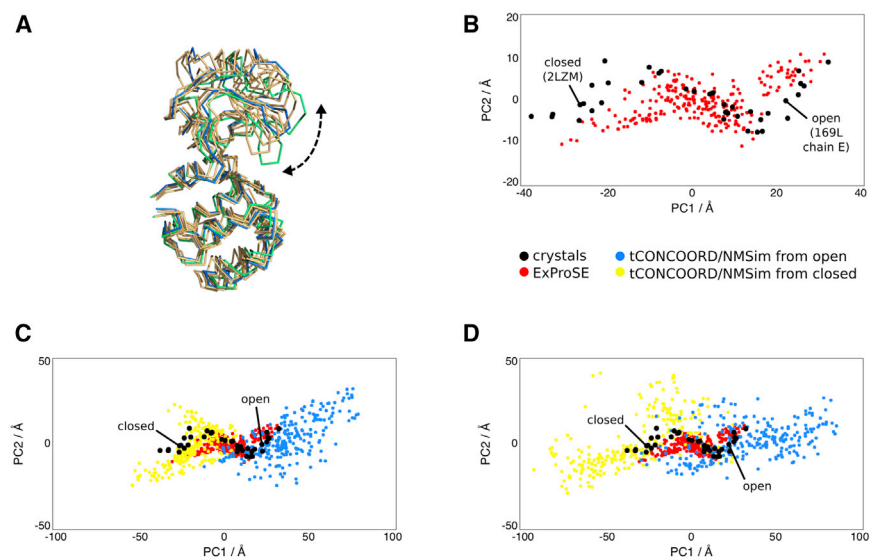 A
B
20
10
0
-10
-20
PC2 / Å
closed
(2LZM)
open
(169L
chain E)
-40
-20
0
20
40
PC1 / Å
crystals
ExProSE
tCONCOORD/NMSim from open
tCONCOORD/NMSim from closed
C
50
0
-50
PC2 / Å
closed
open
-100
-50
0
50
100
PC1 / Å
D
50
0
-50
PC2 / Å
closed
open
-100
-50
0
50
100
PC1 / Å